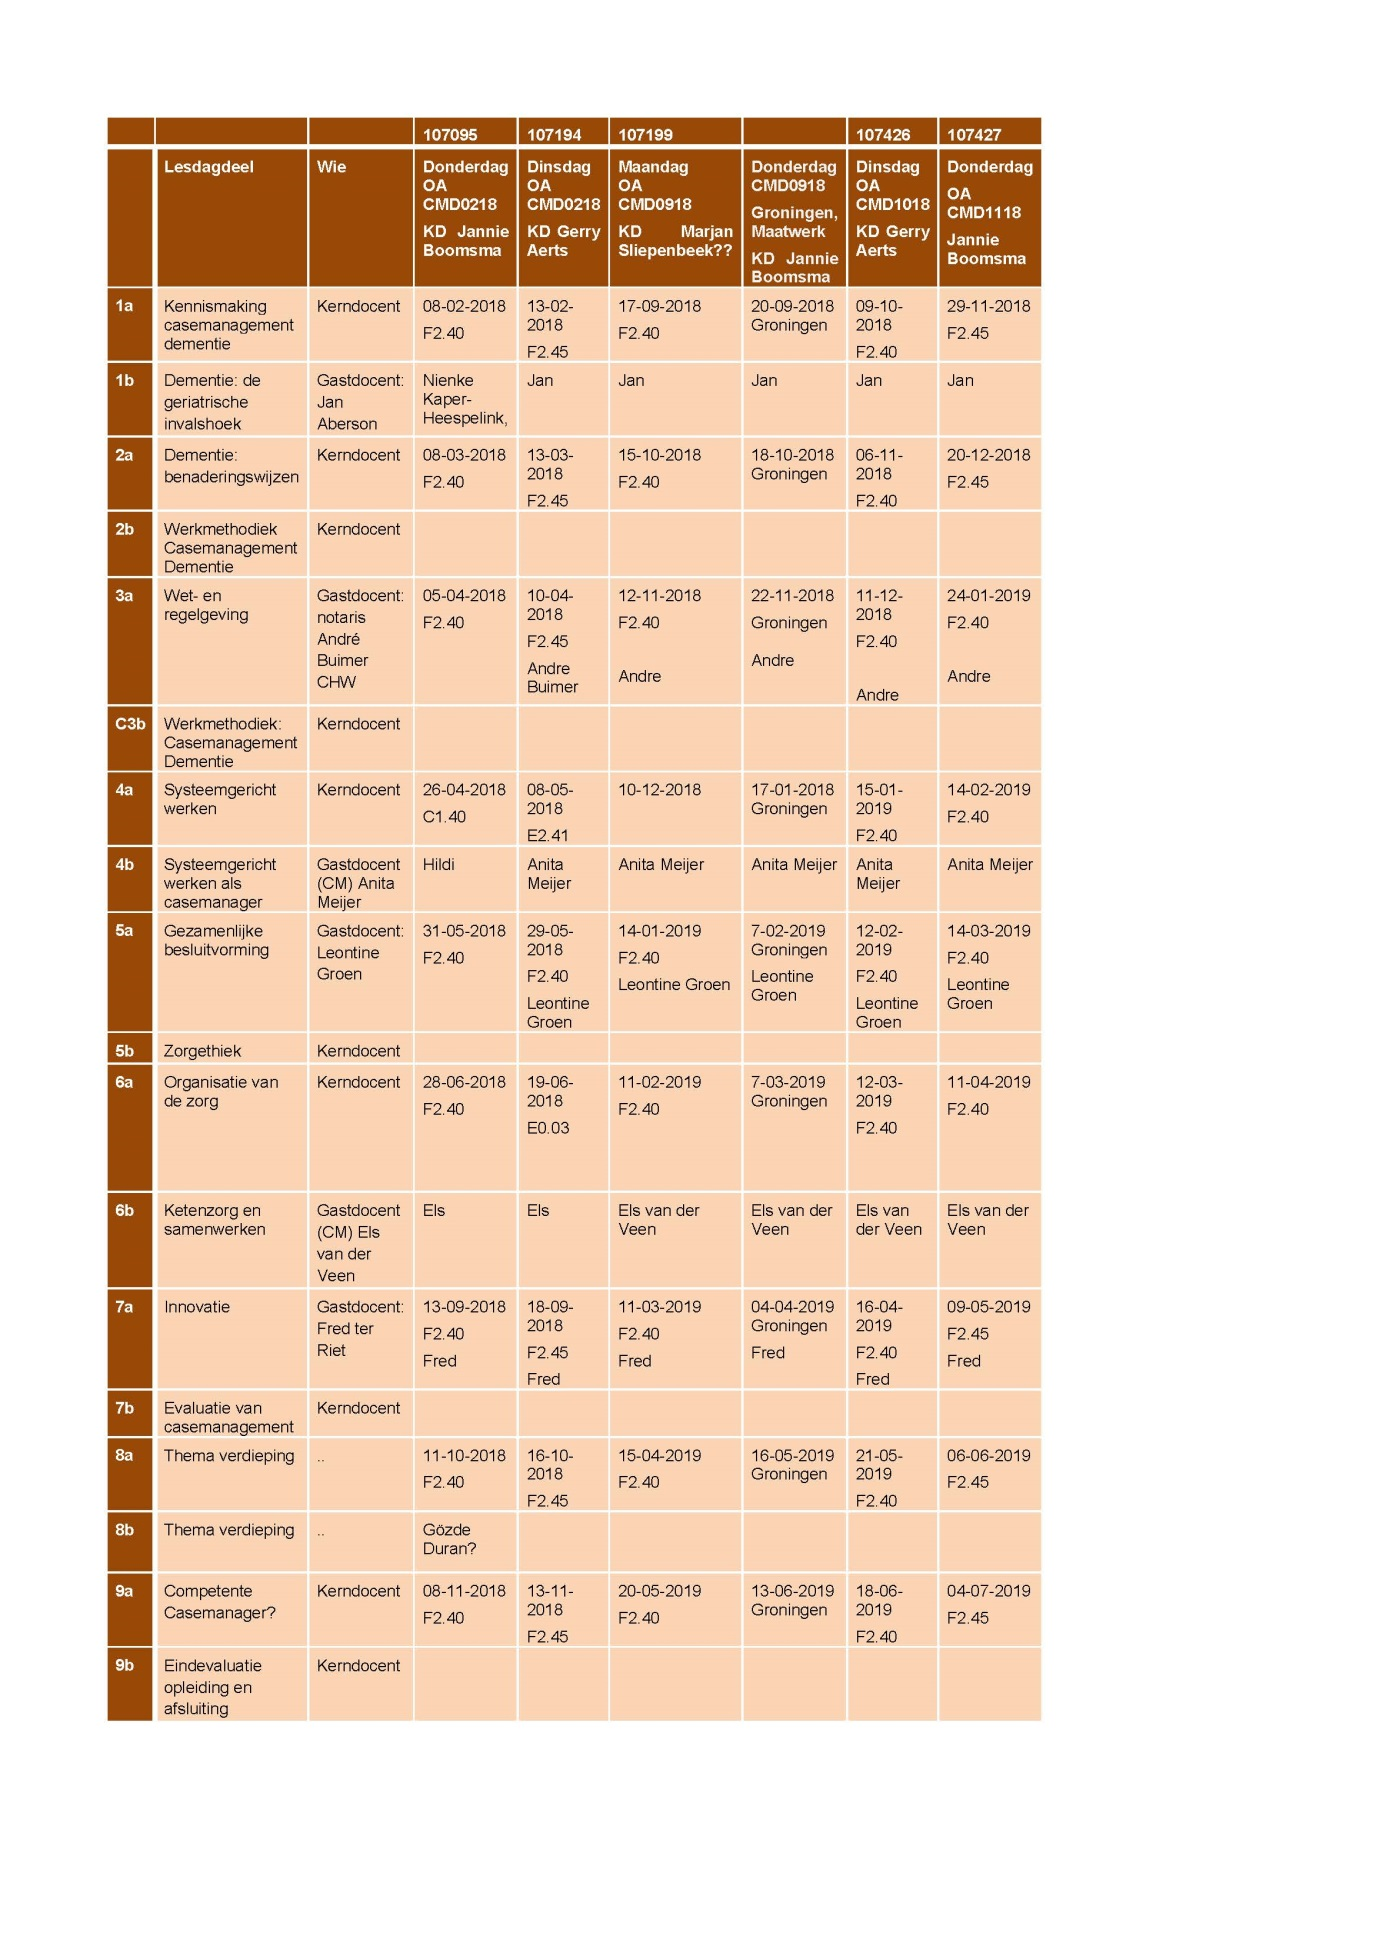 107095 107194 107199 107426 107427
Lesdagdeel
Wie
Donderdag
OA
CMD0218
KD Jannie
Boomsma
Dinsdag
OA
CMD0218
KD Gerry
Aerts
Maandag
OA
CMD0918
KD Marjan
Sliepenbeek??
Donderdag
CMD0918
Groningen,
Maatwerk
KD Jannie
Boomsma
Dinsdag
OA
CMD1018
KD Gerry
Aerts
Donderdag
OA
CMD1118
Jannie
Boomsma
1a
Kennismaking
casemanagement
dementie
Kerndocent
08-02-2018
F2.40
13-02-
2018
F2.45
17-09-2018
F2.40
20-09-2018
Groningen
09-10-
2018
F2.40
29-11-2018
F2.45
1b
Dementie: de
geriatrische
invalshoek
Gastdocent:
Jan
Aberson
Nienke
Kaper-
Heespelink,
Jan
Jan
Jan
Jan
Jan
2a
Dementie:
benaderingswijzen
Kerndocent
08-03-2018
F2.40
13-03-
2018
F2.45
15-10-2018
F2.40
18-10-2018
Groningen
06-11-
2018
F2.40
20-12-2018
F2.45
2b
Werkmethodiek
Casemanagement
Dementie
Kerndocent
3a
Wet- en
regelgeving
Gastdocent:
notaris
André
Buimer
CHW
05-04-2018
F2.40
10-04-
2018
F2.45
Andre
Buimer
12-11-2018
F2.40
Andre
22-11-2018
Groningen
Andre
11-12-
2018
F2.40
Andre
24-01-2019
F2.40
Andre
C3b
Werkmethodiek:
Casemanagement
Dementie
Kerndocent
4a
Systeemgericht
werken
Kerndocent
26-04-2018
C1.40
08-05-
2018
E2.41
10-12-2018
17-01-2018
Groningen
15-01-
2019
F2.40
14-02-2019
F2.40
4b
Systeemgericht
werken als
casemanager
Gastdocent
(CM) Anita
Meijer
Hildi
Anita
Meijer
Anita Meijer
Anita Meijer
Anita
Meijer
Anita Meijer
5a
Gezamenlijke
besluitvorming
Gastdocent:
Leontine
Groen
31-05-2018
F2.40
29-05-
2018
F2.40
Leontine
Groen
14-01-2019
F2.40
Leontine Groen
7-02-2019
Groningen
Leontine
Groen
12-02-
2019
F2.40
Leontine
Groen
14-03-2019
F2.40
Leontine
Groen
5b
Zorgethiek
Kerndocent
6a
Organisatie van
de zorg
Kerndocent
28-06-2018
F2.40
19-06-
2018
E0.03
11-02-2019
F2.40
7-03-2019
Groningen
12-03-
2019
F2.40
11-04-2019
F2.40
6b
Ketenzorg en
samenwerken
Gastdocent
(CM) Els
van der
Veen
Els
Els
Els van der
Veen
Els van der
Veen
Els van
der Veen
Els van der
Veen
7a
Innovatie
Gastdocent:
Fred ter
Riet
13-09-2018
F2.40
Fred
18-09-
2018
F2.45
Fred
11-03-2019
F2.40
Fred
04-04-2019
Groningen
Fred
16-04-
2019
F2.40
Fred
09-05-2019
F2.45
Fred
7b
Evaluatie van
casemanagement
Kerndocent
8a
Thema verdieping
..
11-10-2018
F2.40
16-10-
2018
F2.45
15-04-2019
F2.40
16-05-2019
Groningen
21-05-
2019
F2.40
06-06-2019
F2.45
8b
Thema verdieping
..
Gözde
Duran?
9a
Competente
Casemanager?
Kerndocent
08-11-2018
F2.40
13-11-
2018
F2.45
20-05-2019
F2.40
13-06-2019
Groningen
18-06-
2019
F2.40
04-07-2019
F2.45
9b
Eindevaluatie
opleiding en
afsluiting
Kerndocent